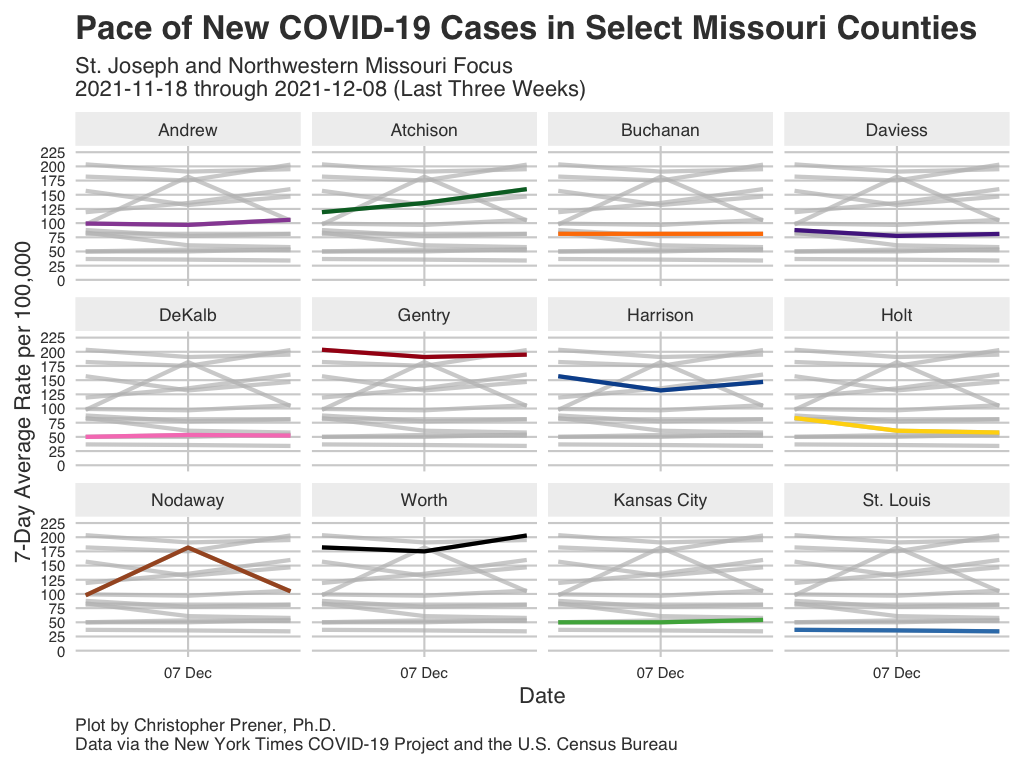 Pace of New COVID-19 Cases in Select Missouri Counties
St. Joseph and Northwestern Missouri Focus
2021-11-18 through 2021-12-08 (Last Three Weeks)
7-Day Average Rate per 100,000
Andrew Atchison Buchanan Daviess
225
200
175
150
125
100
75
50
25
0
DeKalb Gentry Harrison Holt
225
200
175
150
125
100
75
50
25
0
Nodaway Worth Kansas City St. Louis
225
200
175
150
125
100
75
50
25
0
07 Dec 07 Dec 07 Dec 07 Dec
Date
Plot by Christopher Prener, Ph.D.
Data via the New York Times COVID-19 Project and the U.S. Census Bureau